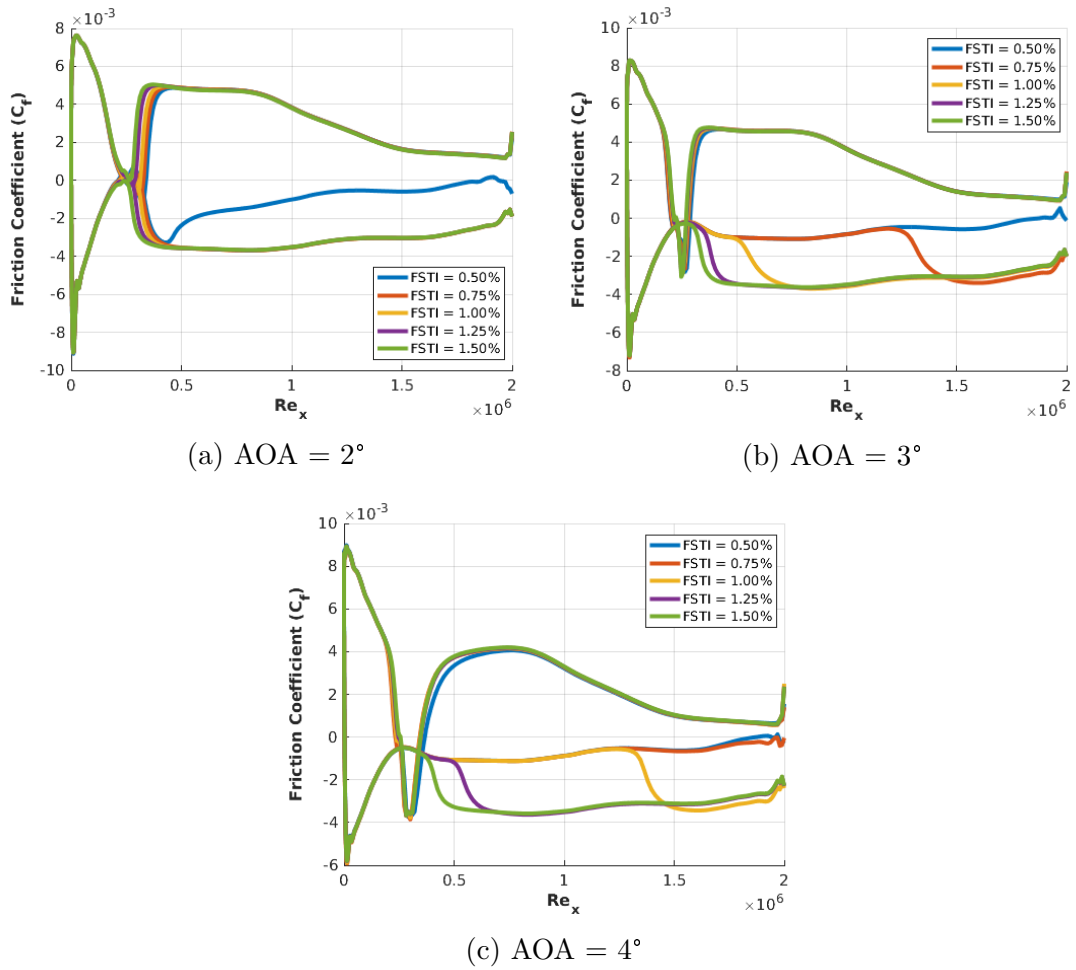 ×10-3
8
6
4
2
0
-2
-4
-6
-8
-10
Friction Coefficient (Cf)
FSTI = 0.50%
FSTI = 0.75%
FSTI = 1.00%
FSTI = 1.25%
FSTI = 1.50%
0 0.5 1 1.5 2
Rex
×106
(a) AOA = 2°
×10-3
10
8
6
4
2
0
-2
-4
-6
-8
Friction Coefficient (Cf)
FSTI = 0.50%
FSTI = 0.75%
FSTI = 1.00%
FSTI = 1.25%
FSTI = 1.50%
0 0.5 1 1.5 2
Rex
×106
(b) AOA = 3°
×10-3
10
8
6
4
2
0
-2
-4
-6
Friction Coefficient (Cf)
FSTI = 0.50%
FSTI = 0.75%
FSTI = 1.00%
FSTI = 1.25%
FSTI = 1.50%
0 0.5 1 1.5 2
Rex
×106
(c) AOA = 4°